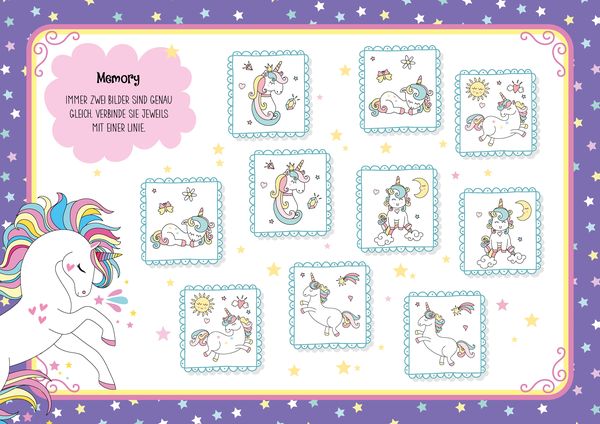 Memory
IMMER ZWEI BILDER SIND GENAU
GLEICH. VERBINDE SIE JEWEILS
MIT EINER LINIE.